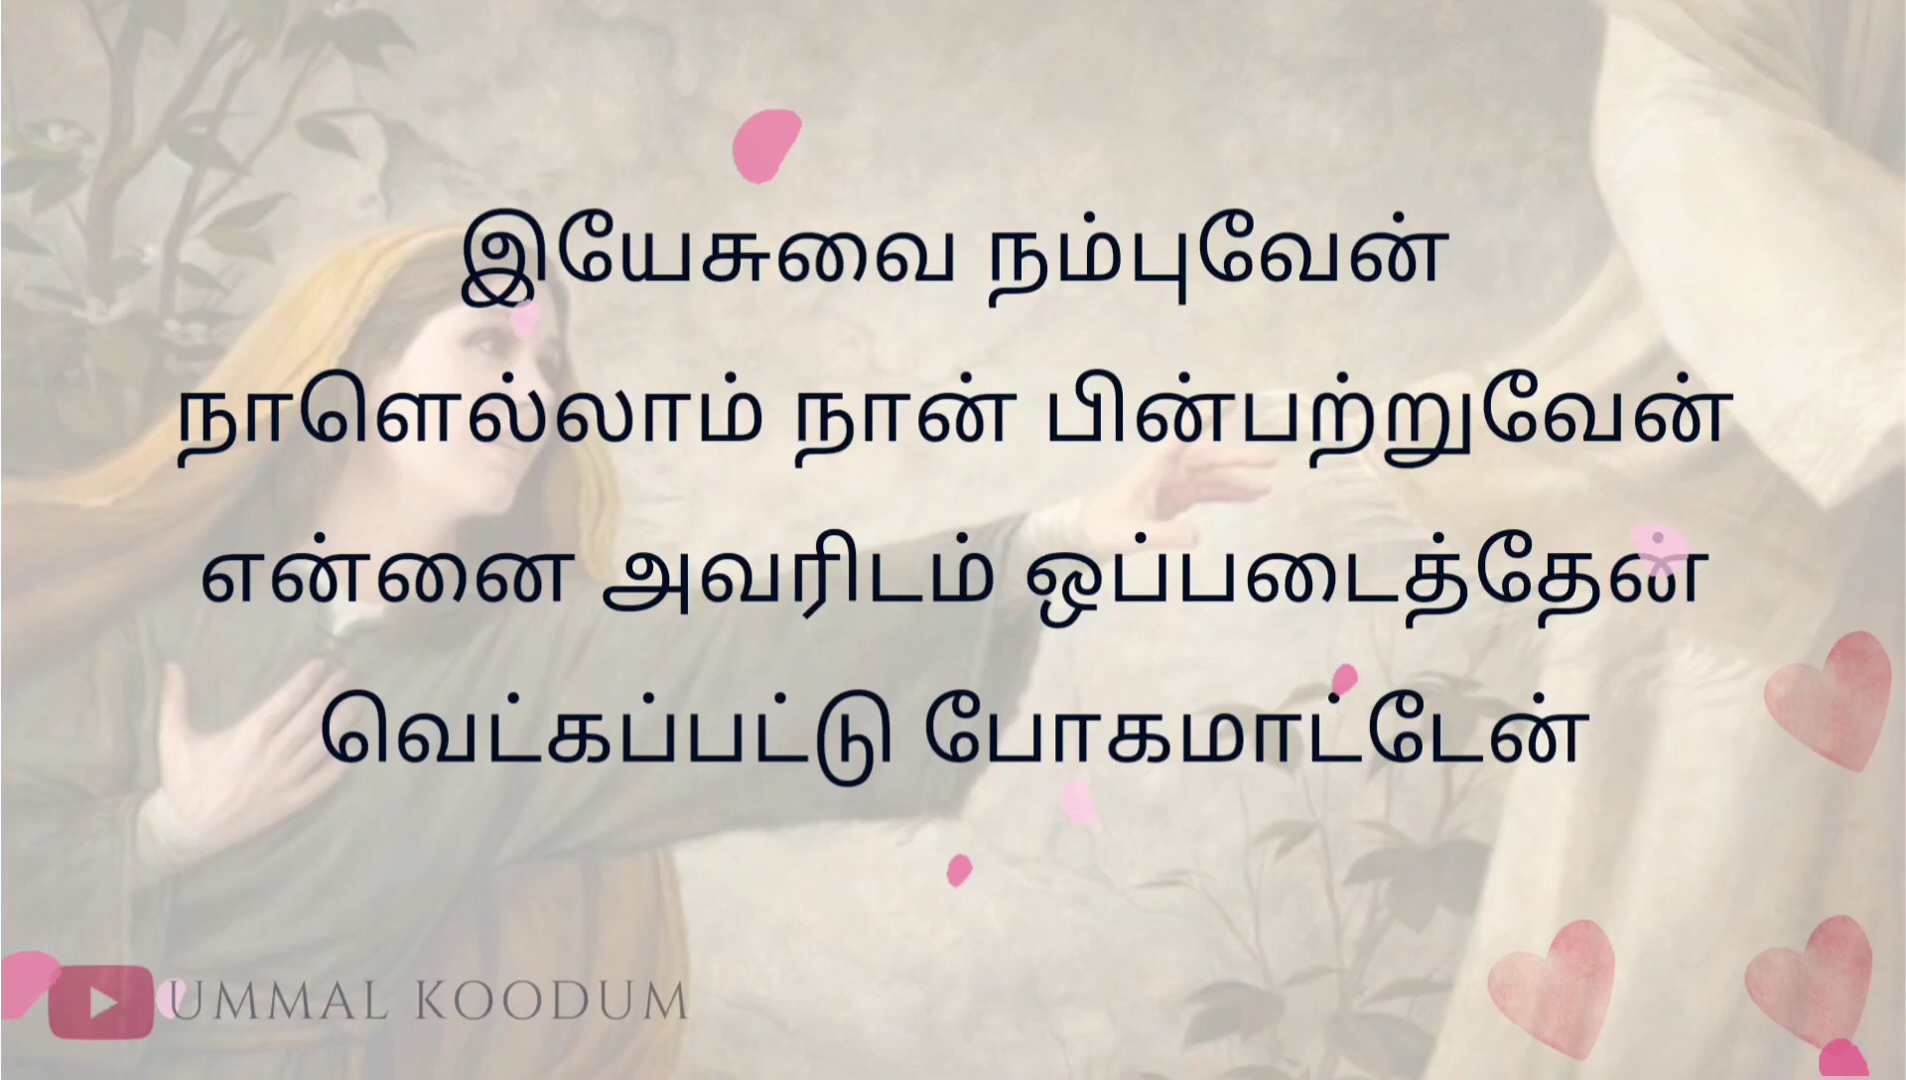 இயேசுவை நம்புவேன்
நாளெல்லாம் நான் பின்பற்றுவேன்
என்னை அவரிடம் ஒப்படைத்தேன்
வெட்கப்பட்டு போகமாட்டேன்
UMMAL KOODUM